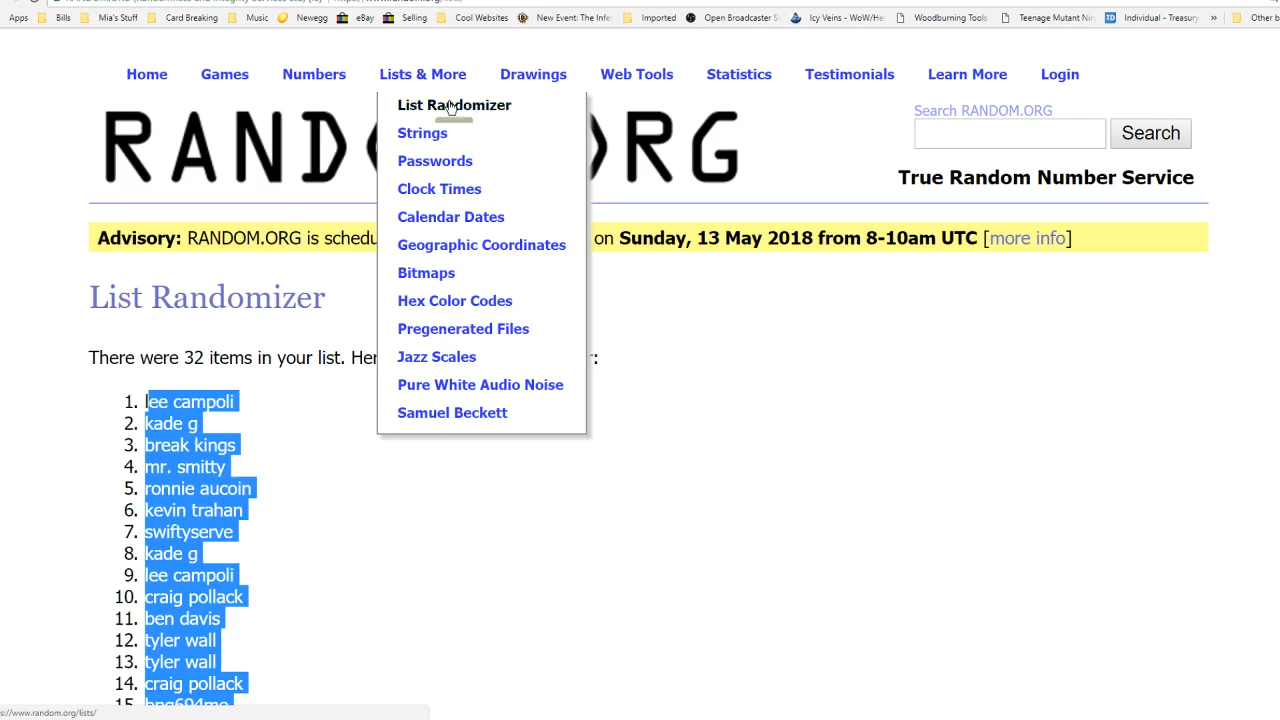 Apps Bills Mia's Stuff Card Breaking Music Newegg eBay Selling Cool Websites New Event: The Infer Imported Open Broadcaster S Icy Veins - WoW/He Woodburning Tools Teenage Mutant Nin Individual - Treasury » Other b
Home Games Numbers Lists & More Drawings Web Tools Statistics Testimonials Learn More Login
List Randomizer
Strings
Passwords
Clock Times
Calendar Dates
Geographic Coordinates
Bitmaps
Hex Color Codes
Pregenerated Files
Jazz Scales
Pure White Audio Noise
Samuel Beckett
RAND RG
Search RANDOM.ORG
Search
True Random Number Service
Advisory: RANDOM.ORG is schedu on Sunday, 13 May 2018 from 8-10am UTC [more info]
List Randomizer
There were 32 items in your list. Her :
1. lee campoli
2. kade g
3. break kings
4. mr. smitty
5. ronnie aucoin
6. kevin trahan
7. swiftyserve
8. kade g
9. lee campoli
10. craig pollack
11. ben davis
12. tyler wall
13. tyler wall
14. craig pollack
15.
s://www.random.org/lists/